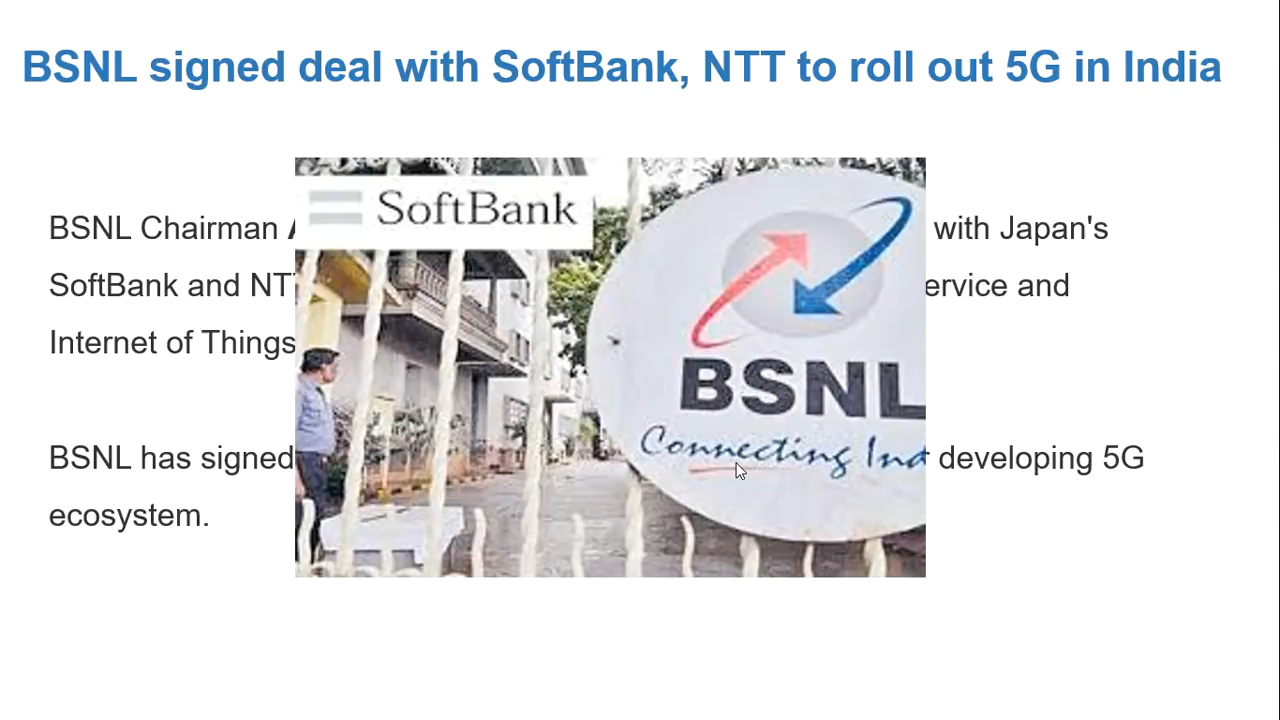 BSNL signed deal with SoftBank, NTT to roll out 5G in India
SoftBank
BSNL Chairman with Japan's
SoftBank and and
Internet of Things
BSNL
Connecting
BSNL has signed developing 5G
ecosystem.